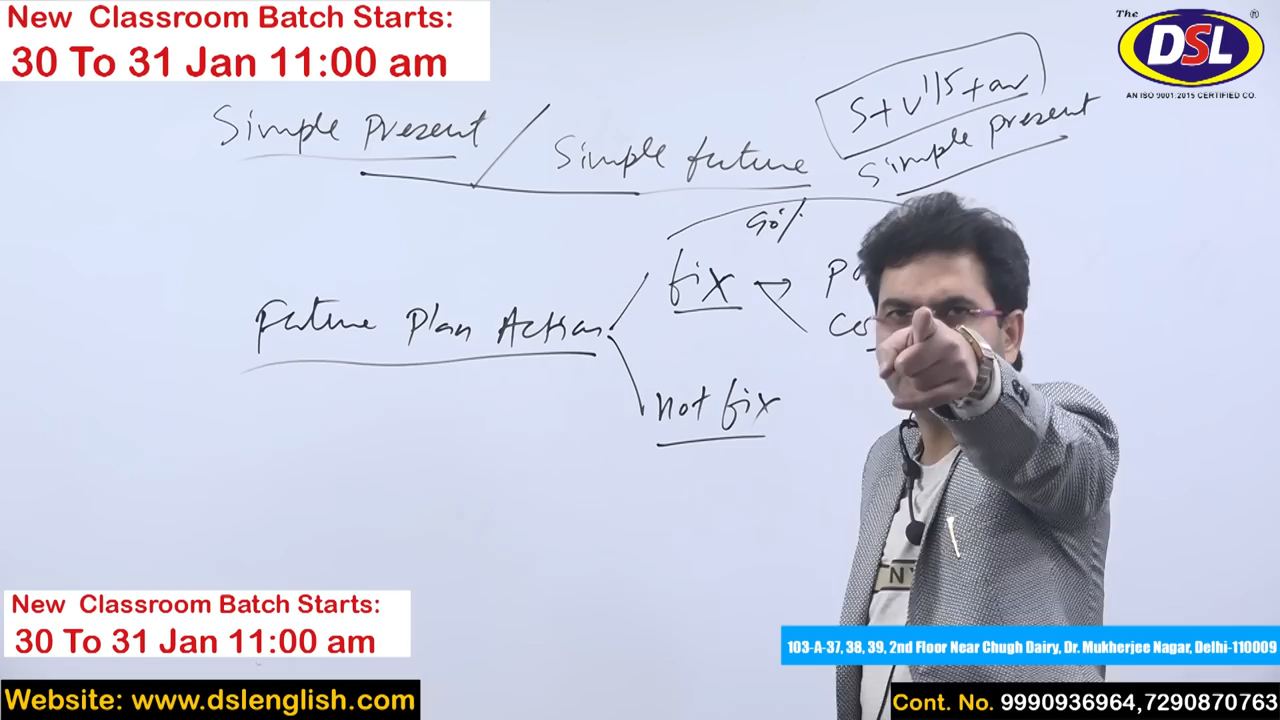 New Classroom Batch Starts:
30 To 31 Jan 11:00 am
The
DSL
®
AN ISO 9001:2015 CERTIFIED CO.
S+V1/5+
Simple present
Simple present / Simple future
90%
Future Plan Action
fix
not fix
NY
New Classroom Batch Starts:
30 To 31 Jan 11:00 am
103-A-37, 38, 39, 2nd Floor Near Chugh Dairy, Dr. Mukherjee Nagar, Delhi-110009
Website: www.dslenglish.com
Cont. No. 9990936964,7290870763